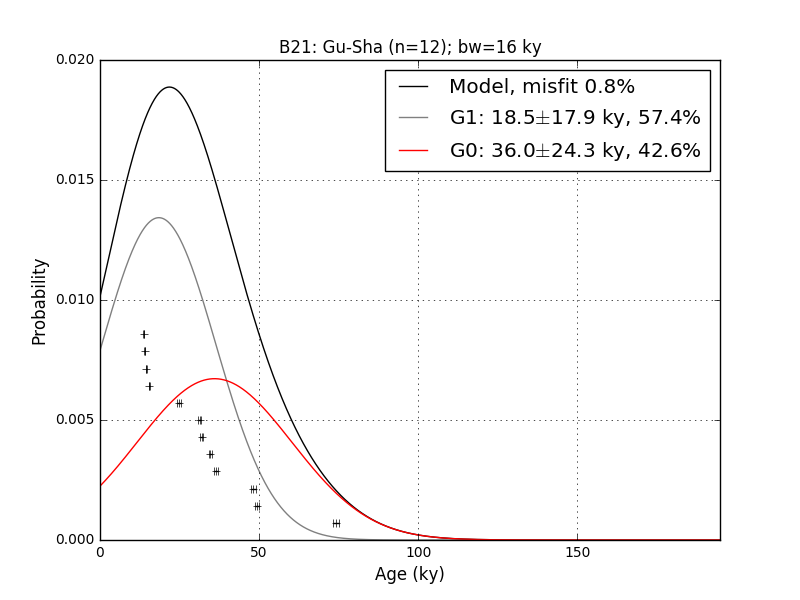 B21: Gu-Sha (n=12); bw=16 ky
0.020
Model, misfit 0.8%
G1: 18.5±17.9 ky, 57.4%
G0: 36.0±24.3 ky, 42.6%
0.015
0.010
0.005
0.000
Probability
0
50
100
150
Age (ky)